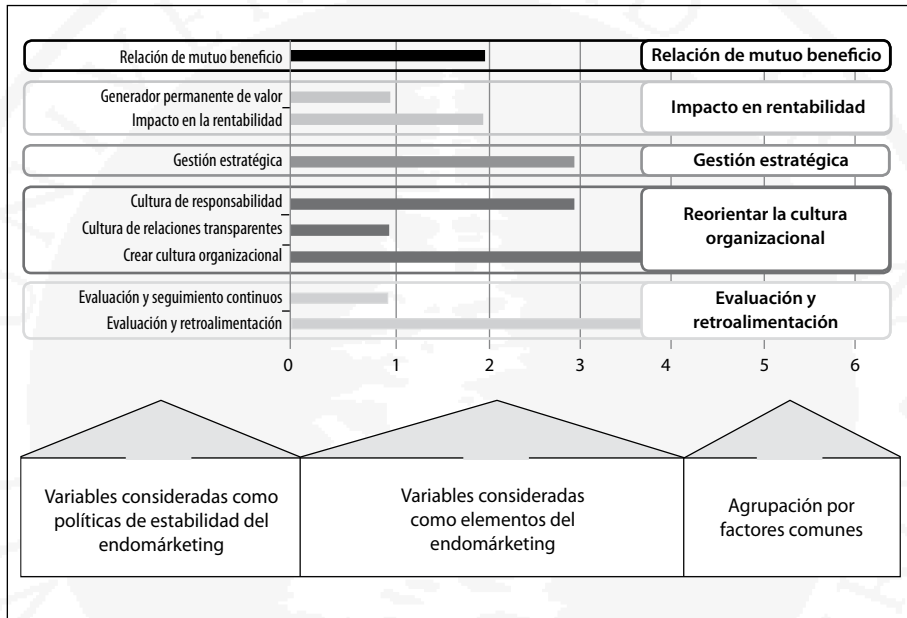 Relación de mutuo beneficio
Relación de mutuo beneficio
Generador permanente de valor
Impacto en la rentabilidad
Impacto en rentabilidad
Gestión estratégica
Gestión estratégica
Cultura de responsabilidad
Cultura de relaciones transparentes
Crear cultura organizacional
Reorientar la cultura
organizacional
Evaluación y seguimiento continuos
Evaluación y retroalimentación
Evaluación y
retroalimentación
0 1 2 3 4 5 6
Variables consideradas como
políticas de estabilidad del
endomárketing
Variables consideradas
como elementos del
endomárketing
Agrupación por
factores comunes